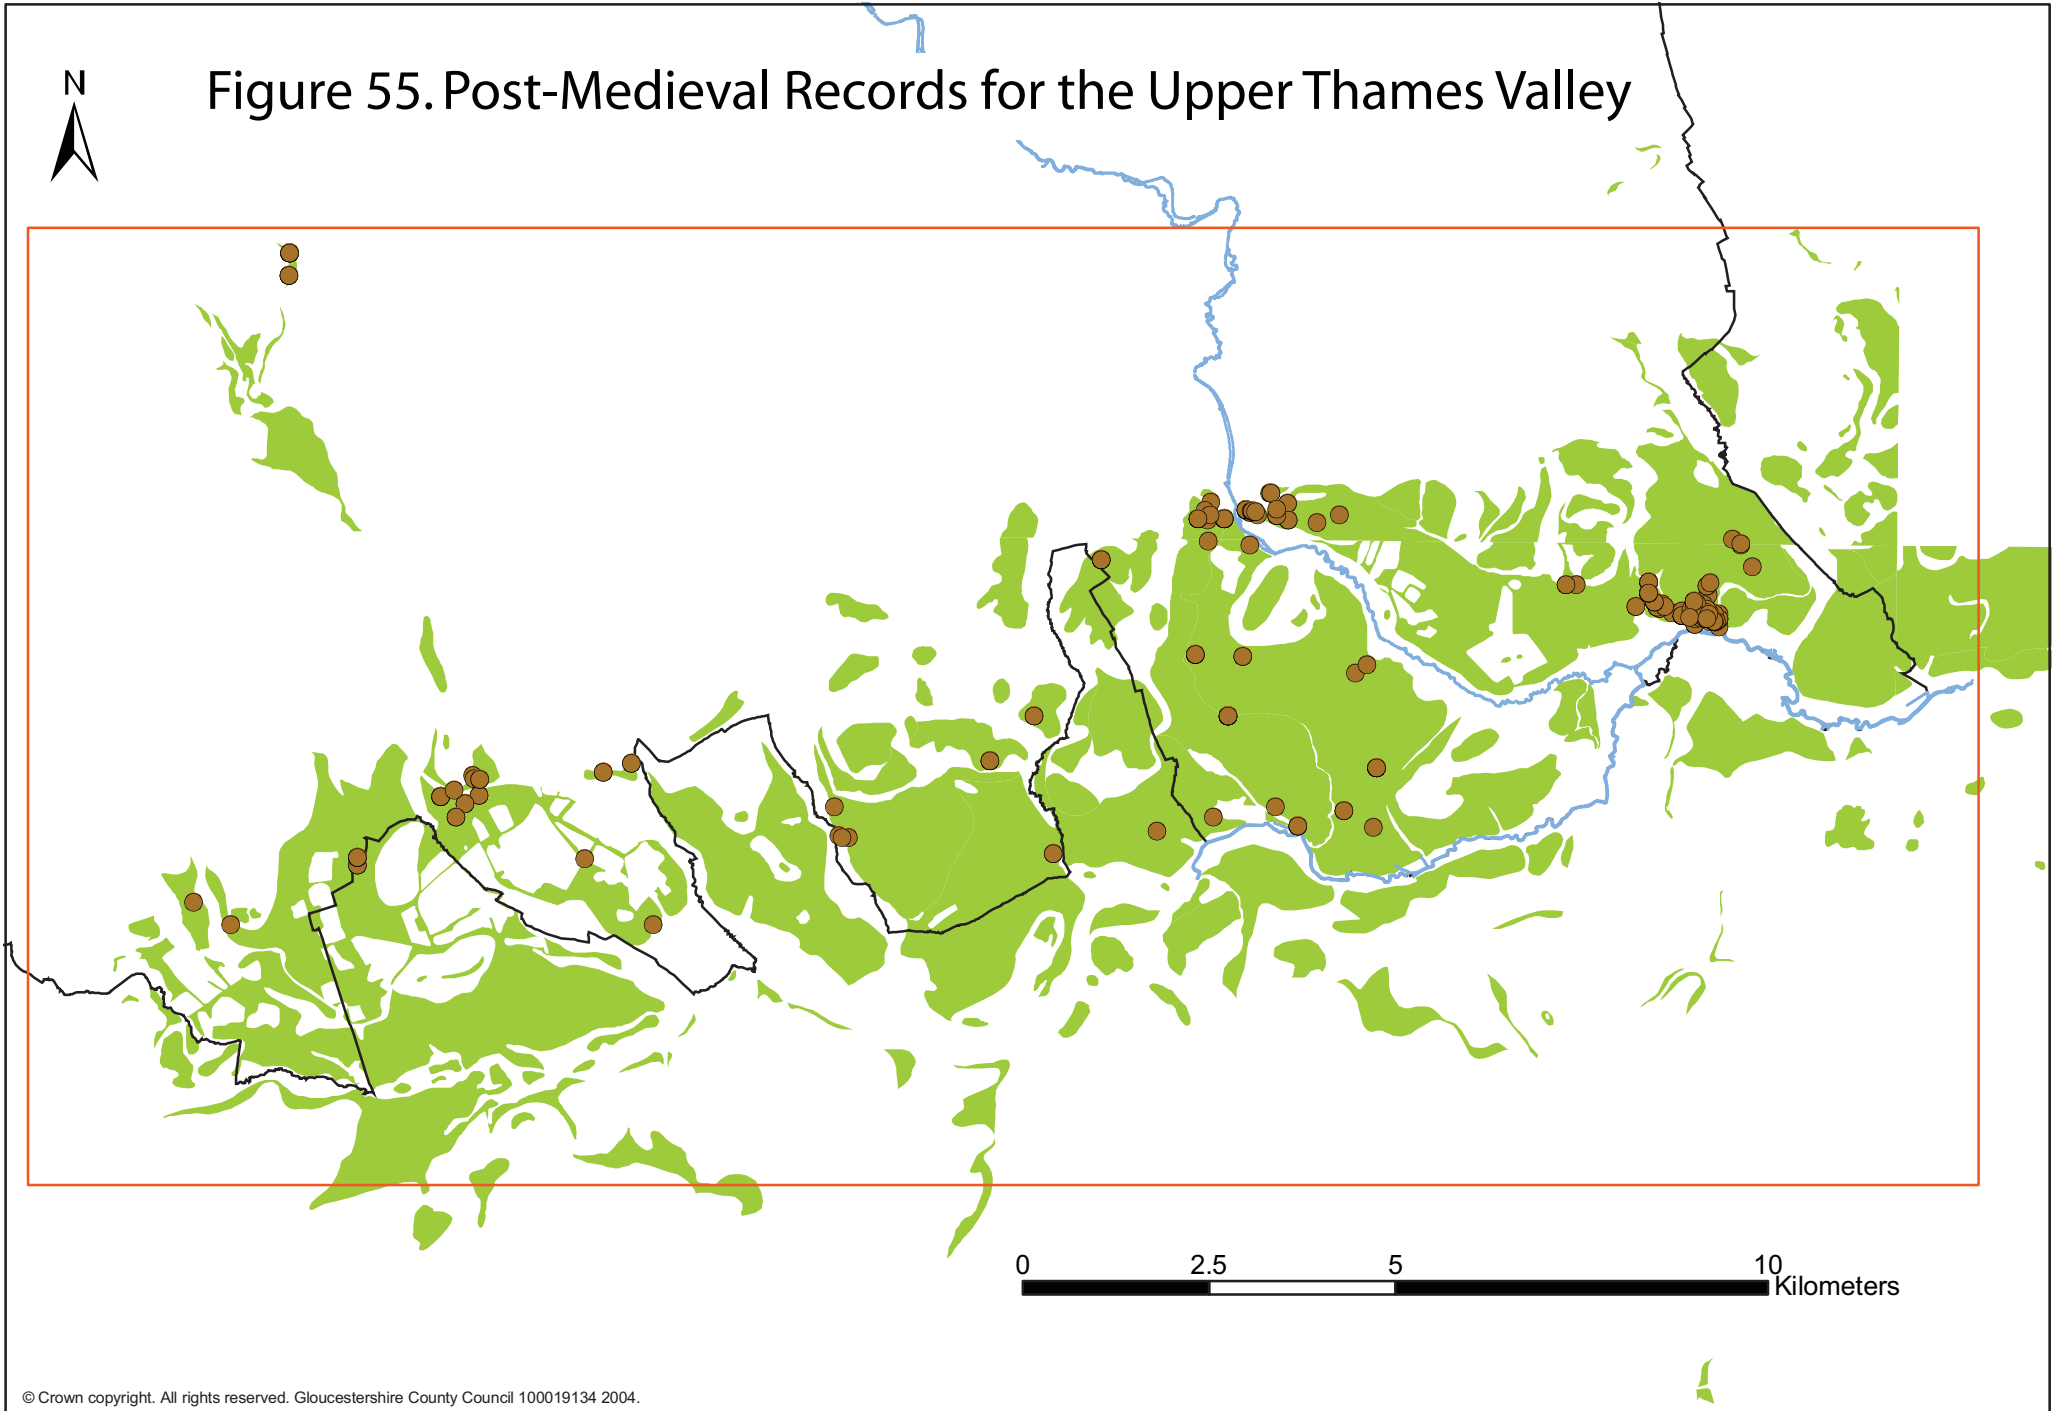 Figure 55. Post-Medieval Records for the Upper Thames Valley
N
0 2.5 5 10
Kilometers
© Crown copyright. All rights reserved. Gloucestershire County Council 100019134 2004.